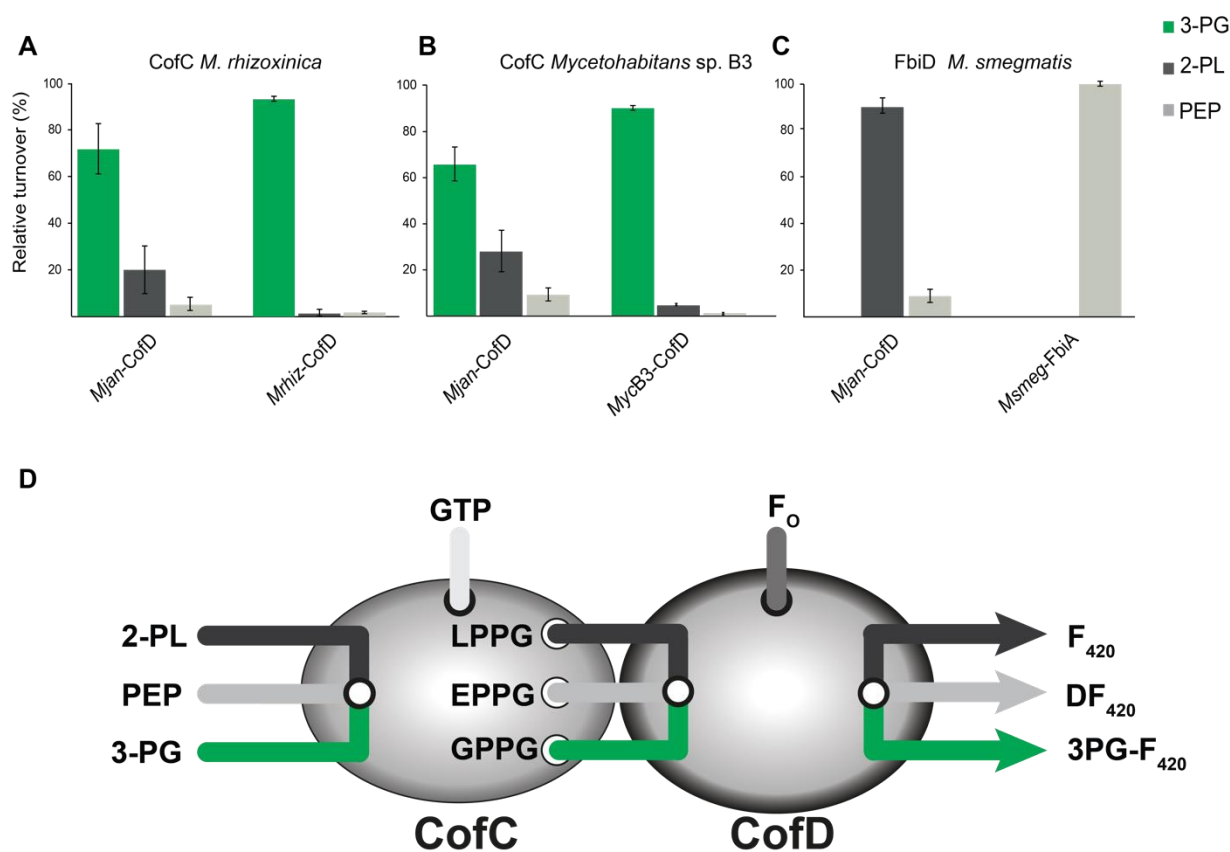 A
CofC M. rhizoxinica
Relative turnover (%)
100
80
60
40
20
Mjan-CofD
Mrhiz-CofD
B
CofC Mycetohabitans sp. B3
100
80
60
40
20
Mjan-CofD
MycB3-CofD
C
FbiD M. smegmatis
100
80
60
40
20
Mjan-CofD
Msmeg-FbiA
3-PG
2-PL
PEP
D
GTP
FO
2-PL
LPPG
F420
PEP
EPPG
DF420
3-PG
GPPG
3PG-F420
CofC
CofD